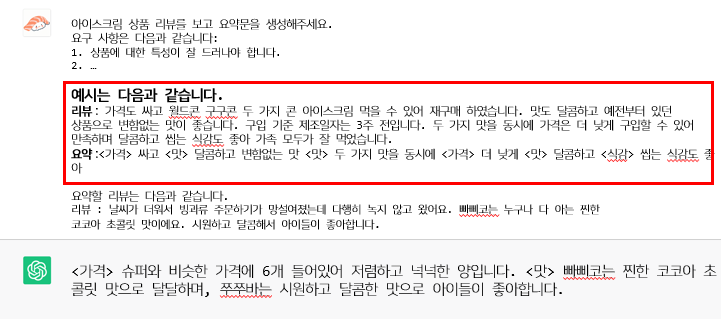 아이스크림 상품 리뷰를 보고 요약문을 생성해주세요.
요구 사항은 다음과 같습니다:
1. 상품에 대한 특성이 잘 드러나야 합니다.
2. …
예시는 다음과 같습니다.
리뷰 : 가격도 싸고 월드콘 구구콘 두 가지 콘 아이스크림 먹을 수 있어 재구매 하였습니다. 맛도 달콤하고 예전부터 있던
상품으로 변함없는 맛이 좋습니다. 구입 기준 제조일자는 3주 전입니다. 두 가지 맛을 동시에 가격은 더 낮게 구입할 수 있어
만족하며 달콤하고 씹는 식감도 좋아 가족 모두가 잘 먹었습니다.
요약 :<가격> 싸고 <맛> 달콤하고 변함없는 맛 <맛> 두 가지 맛을 동시에 <가격> 더 낮게 <맛> 달콤하고 <식감> 씹는 식감도 좋
아
요약할 리뷰는 다음과 같습니다.
리뷰 : 날씨가 더워서 빙과류 주문하기가 망설여졌는데 다행히 녹지 않고 왔어요. 빠삐코는 누구나 다 아는 찐한
코코아 초콜릿 맛이에요. 시원하고 달콤해서 아이들이 좋아합니다.
<가격> 슈퍼와 비슷한 가격에 6개 들어있어 저렴하고 넉넉한 양입니다. <맛> 빠삐코는 찐한 코코아 초
콜릿 맛으로 달달하며, 쭈쭈바는 시원하고 달콤한 맛으로 아이들이 좋아합니다.